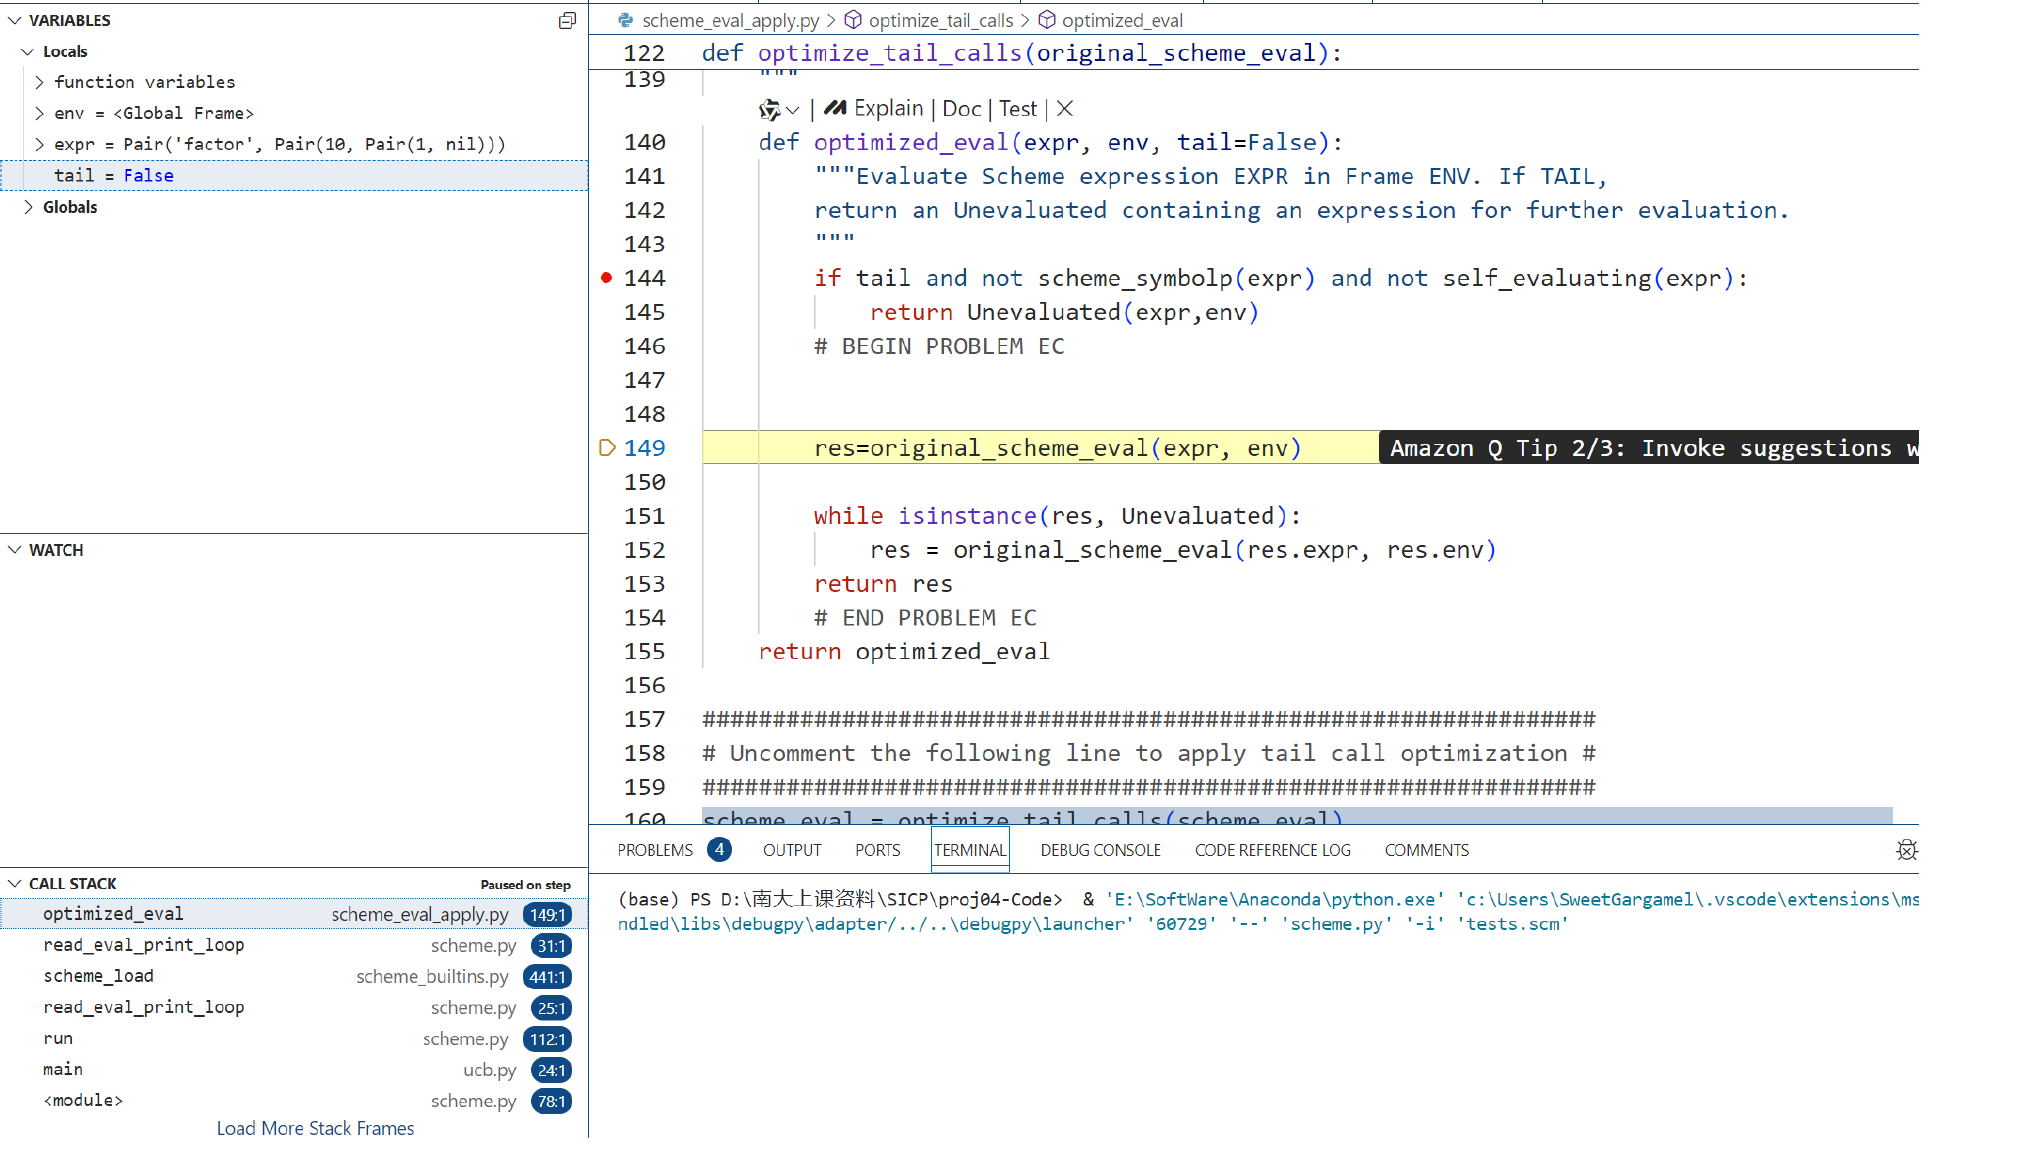 VARIABLES
Locals
function variables
env = <Global Frame>
expr = Pair('factor', Pair(10, Pair(1, nil)))
tail = False
Globals
WATCH
CALL STACK
Paused on step
optimized_eval scheme_eval_apply.py 149:1
read_eval_print_loop scheme.py 31:1
scheme_load scheme_builtins.py 441:1
read_eval_print_loop scheme.py 25:1
run scheme.py 112:1
main ucb.py 24:1
<module> scheme.py 78:1
Load More Stack Frames
scheme_eval_apply.py > optimize_tail_calls > optimized_eval
122 def optimize_tail_calls(original_scheme_eval):
139 """
| Explain | Doc | Test | X
140 def optimized_eval(expr, env, tail=False):
141 """Evaluate Scheme expression EXPR in Frame ENV. If TAIL,
142 return an Unevaluated containing an expression for further evaluation.
143 """
144 if tail and not scheme_symbolp(expr) and not self_evaluating(expr):
145 return Unevaluated(expr,env)
146 # BEGIN PROBLEM EC
147
148
149 res=original_scheme_eval(expr, env) Amazon Q Tip 2/3: Invoke suggestions w
150
151 while isinstance(res, Unevaluated):
152 res = original_scheme_eval(res.expr, res.env)
153 return res
154 # END PROBLEM EC
155 return optimized_eval
156
157 ################################################################
158 # Uncomment the following line to apply tail call optimization #
159 ################################################################
160 scheme_eval = optimize_tail_calls(scheme_eval)
PROBLEMS 4 OUTPUT PORTS TERMINAL DEBUG CONSOLE CODE REFERENCE LOG COMMENTS
(base) PS D:\南大上课资料\SICP\proj04-Code> & 'E:\SoftWare\Anaconda\python.exe' 'c:\Users\SweetGargamel\.vscode\extensions\ms
ndled\libs\debugpy\adapter/../..\debugpy\launcher' '60729' '--' 'scheme.py' '-i' 'tests.scm'